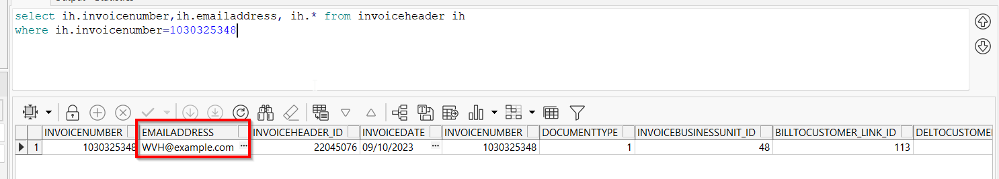 select ih.invoicenumber,ih.emailaddress, ih.* from invoiceheader ih
where ih.invoicenumber=1030325348
INVOICENUMBER EMAILADDRESS INVOICEHEADER_ID INVOICEDATE INVOICENUMBER DOCUMENTTYPE INVOICEBUSINESSUNIT_ID BILLTOCUSTOMER_LINK_ID DELTOCUSTOME
1 1030325348 WVH@example.com ... 22045076 09/10/2023 ... 1030325348 1 48 113